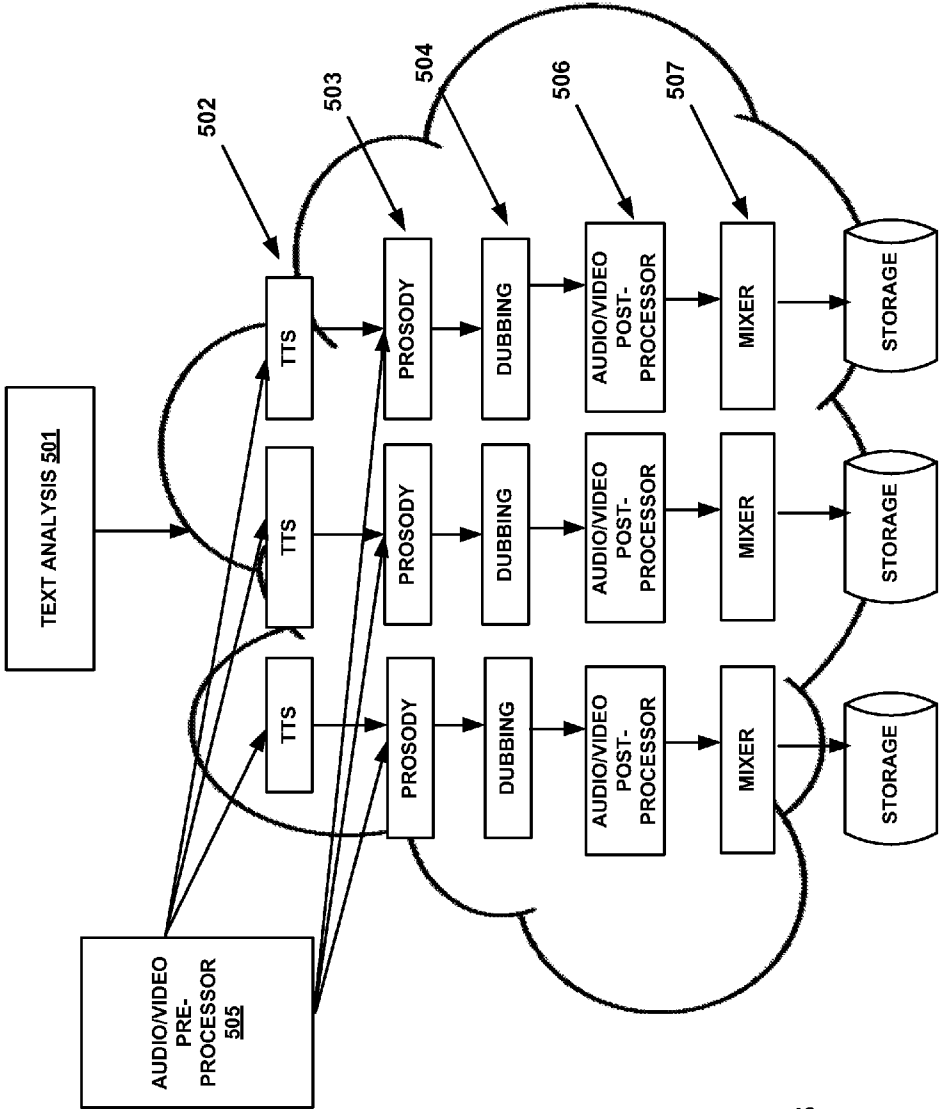 TEXT ANALYSIS 501
AUDIO/VIDEO
PRE-
PROCESSOR
505
502
TTS
TTS
TTS
503
PROSODY
PROSODY
PROSODY
504
DUBBING
DUBBING
DUBBING
506
AUDIO/VIDEO
POST-
PROCESSOR
AUDIO/VIDEO
POST-
PROCESSOR
AUDIO/VIDEO
POST-
PROCESSOR
507
MIXER
MIXER
MIXER
STORAGE
STORAGE
STORAGE